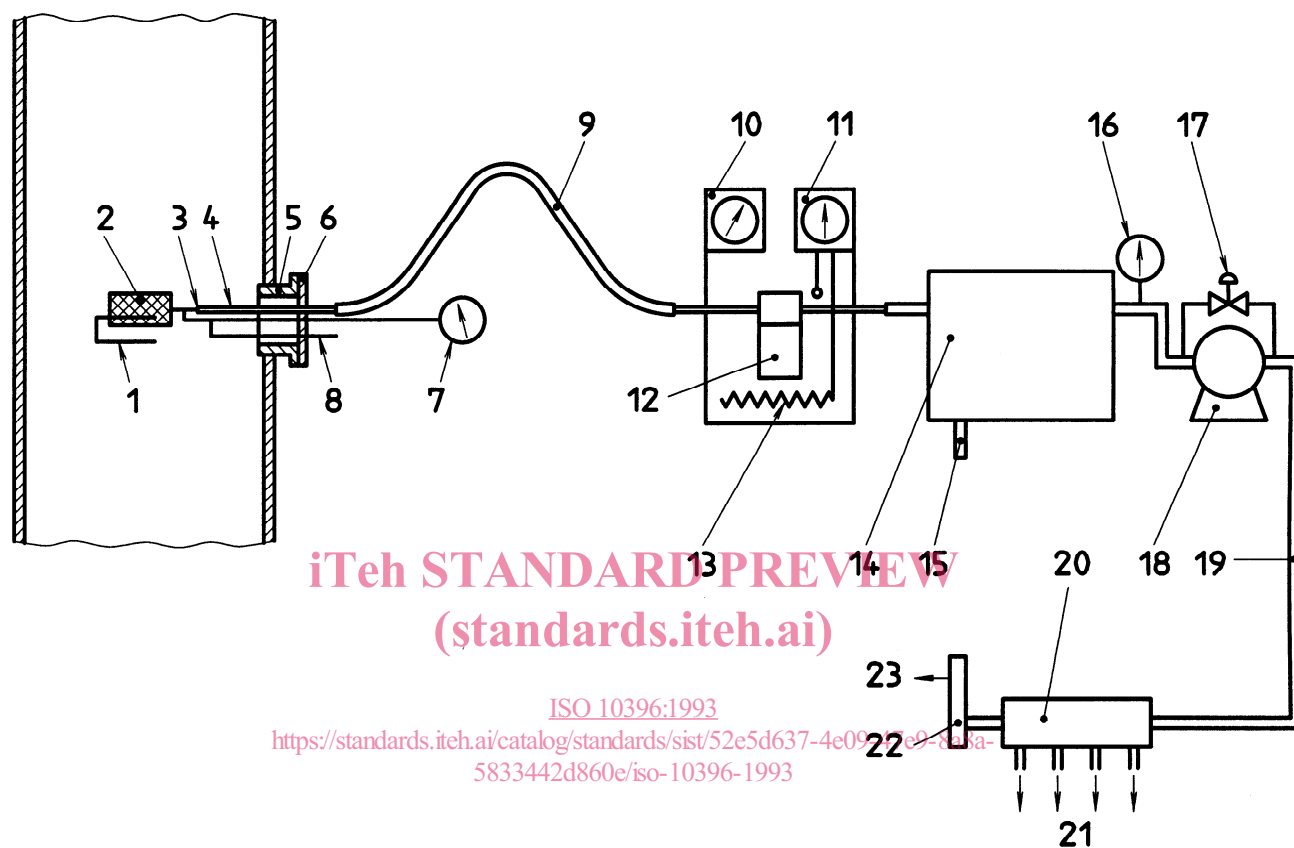 10 11 16 17
9
2 3 4 5 6
1 8 7 12
13 14 15 20 18 19
iTeh STANDARD PREVIEW
(standards.iteh.ai)
23
ISO 10396:1993
22
https://standards.iteh.ai/catalog/standards/sist/52e5d637-4e09-47e9-8a8a-
5833442d860e/iso-10396-1993
21